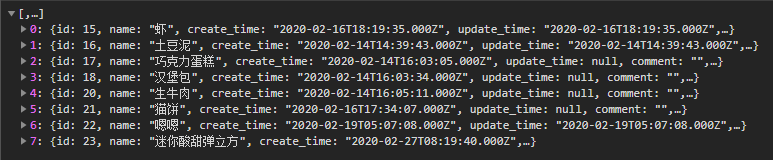 [,…]
0: {id: 15, name: "虾", create_time: "2020-02-16T18:19:35.000Z", update_time: "2020-02-16T18:19:35.000Z",…}
1: {id: 16, name: "土豆泥", create_time: "2020-02-14T14:39:43.000Z", update_time: "2020-02-14T14:39:43.000Z",…}
2: {id: 17, name: "巧克力蛋糕", create_time: "2020-02-14T16:03:05.000Z", update_time: null, comment: "",…}
3: {id: 18, name: "汉堡包", create_time: "2020-02-14T16:03:34.000Z", update_time: null, comment: "",…}
4: {id: 20, name: "生牛肉", create_time: "2020-02-14T16:05:11.000Z", update_time: null, comment: "",…}
5: {id: 21, name: "猫饼", create_time: "2020-02-16T17:34:07.000Z", update_time: null, comment: "",…}
6: {id: 22, name: "嗯嗯", create_time: "2020-02-19T05:07:08.000Z", update_time: "2020-02-19T05:07:08.000Z",…}
7: {id: 23, name: "迷你酸甜弹立方", create_time: "2020-02-27T08:19:40.000Z",…}